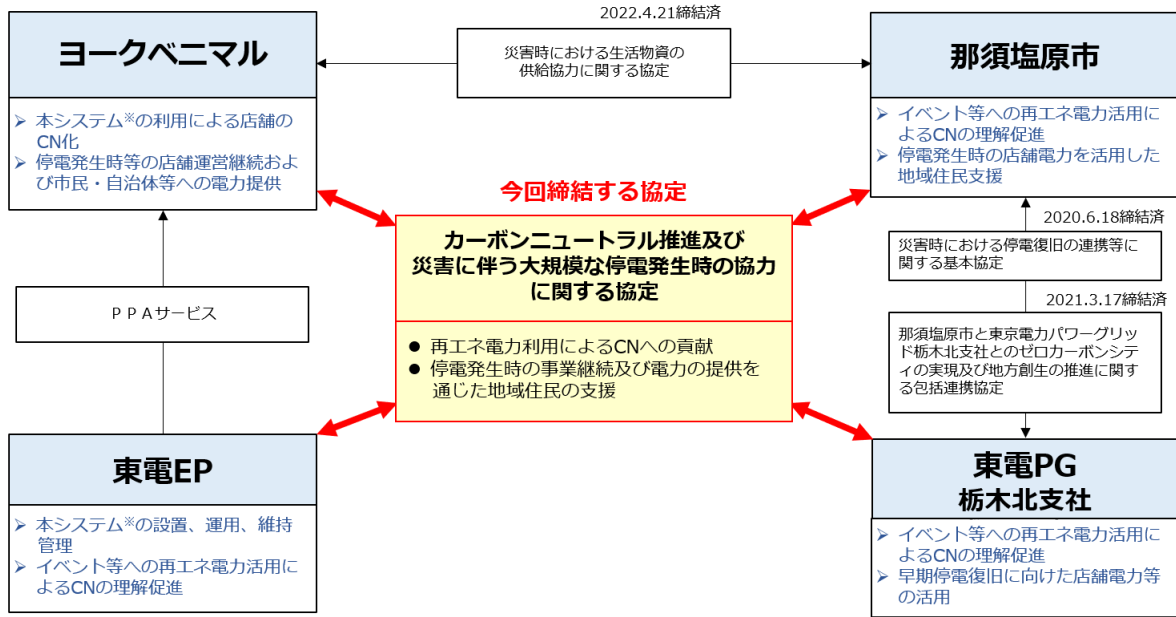 2022.4.21締結済
ヨークベニマル
災害時における生活物資の
供給協力に関する協定
那須塩原市
➢ 本システム※の利用による店舗の
CN化
➢ 停電発生時等の店舗運営継続およ
び市民・自治体等への電力提供
➢ イベント等への再エネ電力活用に
よるCNの理解促進
➢ 停電発生時の店舗電力を活用した
地域住民支援
今回締結する協定
カーボンニュートラル推進及び
災害に伴う大規模な停電発生時の協力
に関する協定
● 再エネ電力利用によるCNへの貢献
● 停電発生時の事業継続及び電力の提供を
通じた地域住民の支援
2020.6.18締結済
災害時における停電復旧の連携等に
関する基本協定
2021.3.17締結済
那須塩原市と東京電力パワーグリッ
ド栃木北支社とのゼロカーボンシテ
ィの実現及び地方創生の推進に関す
る包括連携協定
ＰＰＡサービス
東電EP
➢ 本システム※の設置、運用、維持
管理
➢ イベント等への再エネ電力活用に
よるCNの理解促進
東電PG
栃木北支社
➢ イベント等への再エネ電力活用に
よるCNの理解促進
➢ 早期停電復旧に向けた店舗電力等
の活用